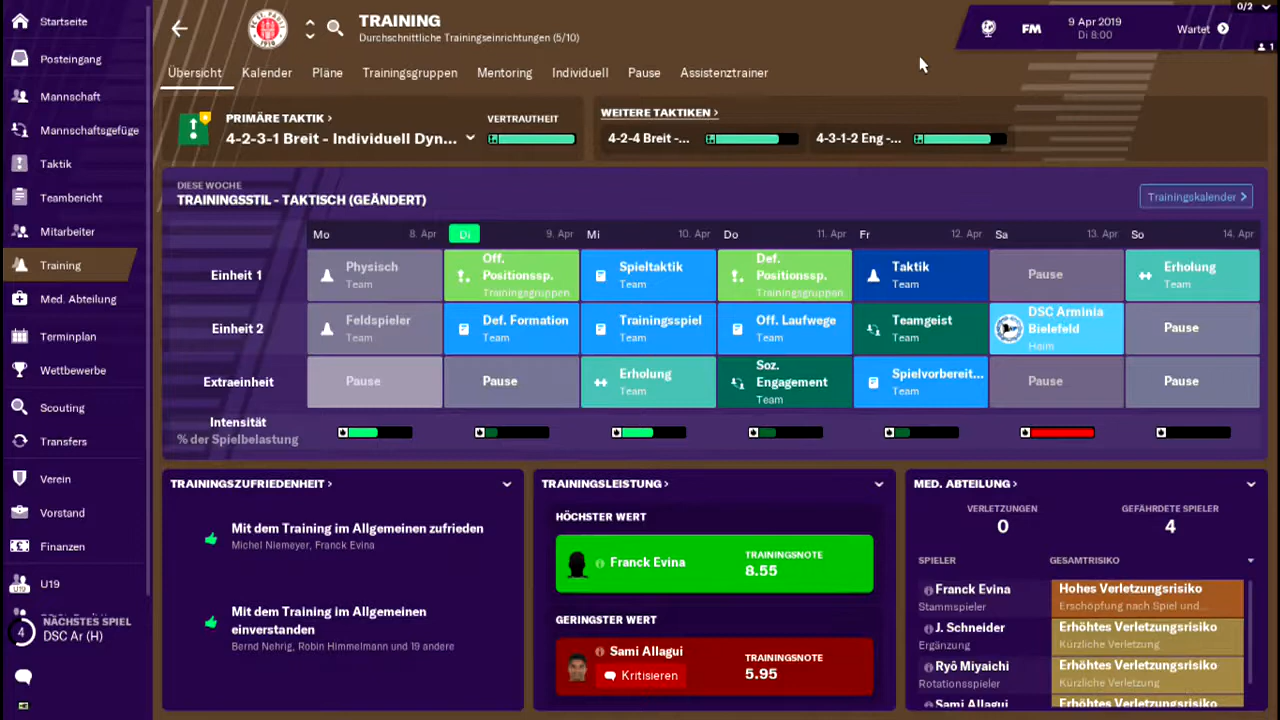 0/2
Startseite
Posteingang
Mannschaft
Mannschaftsgefüge
Taktik
Teambericht
Mitarbeiter
Training
Med. Abteilung
Terminplan
Wettbewerbe
Scouting
Transfers
Verein
Vorstand
Finanzen
U19
NÄCHSTES SPIEL
4
DSC Ar (H)
TRAINING
Durchschnittliche Trainingseinrichtungen (5/10)
FM
9 Apr 2019
Di 8:00
Wartet
1
Übersicht
Kalender
Pläne
Trainingsgruppen
Mentoring
Individuell
Pause
Assistenztrainer
PRIMÄRE TAKTIK >
4-2-3-1 Breit - Individuell Dyn...
VERTRAUTHEIT
WEITERE TAKTIKEN >
4-2-4 Breit -...
4-3-1-2 Eng -...
DIESE WOCHE
TRAININGSSTIL - TAKTISCH (GEÄNDERT)
Trainingskalender >
Mo 8. Apr
Di 9. Apr
Mi 10. Apr
Do 11. Apr
Fr 12. Apr
Sa 13. Apr
So 14. Apr
Einheit 1
Physisch
Team
Off.
Positionssp.
Trainingsgruppen
Spieltaktik
Team
Def.
Positionssp.
Trainingsgruppen
Taktik
Team
Pause
Erholung
Team
Einheit 2
Feldspieler
Team
Def. Formation
Team
Trainingsspiel
Team
Off. Laufwege
Team
Teamgeist
Team
DSC Arminia
Bielefeld
Heim
Pause
Extraeinheit
Pause
Pause
Erholung
Team
Soz.
Engagement
Team
Spielvorbereit...
Team
Pause
Pause
Intensität
% der Spielbelastung
TRAININGSZUFRIEDENHEIT >
Mit dem Training im Allgemeinen zufrieden
Michel Niemeyer, Franck Evina
Mit dem Training im Allgemeinen
einverstanden
Bernd Nehrig, Robin Himmelmann und 19 andere
TRAININGSLEISTUNG >
HÖCHSTER WERT
Franck Evina
TRAININGSNOTE
8.55
GERINGSTER WERT
Sami Allagui
Kritisieren
TRAININGSNOTE
5.95
MED. ABTEILUNG >
VERLETZUNGEN
0
GEFÄHRDETE SPIELER
4
SPIELER
GESAMTRISIKO
Franck Evina
Stammspieler
Hohes Verletzungsrisiko
Erschöpfung nach Spiel und...
J. Schneider
Ergänzung
Erhöhtes Verletzungsrisiko
Kürzliche Verletzung
Ryō Miyaichi
Rotationsspieler
Erhöhtes Verletzungsrisiko
Kürzliche Verletzung
Sami Allagui
Erhöhtes Verletzungsrisiko